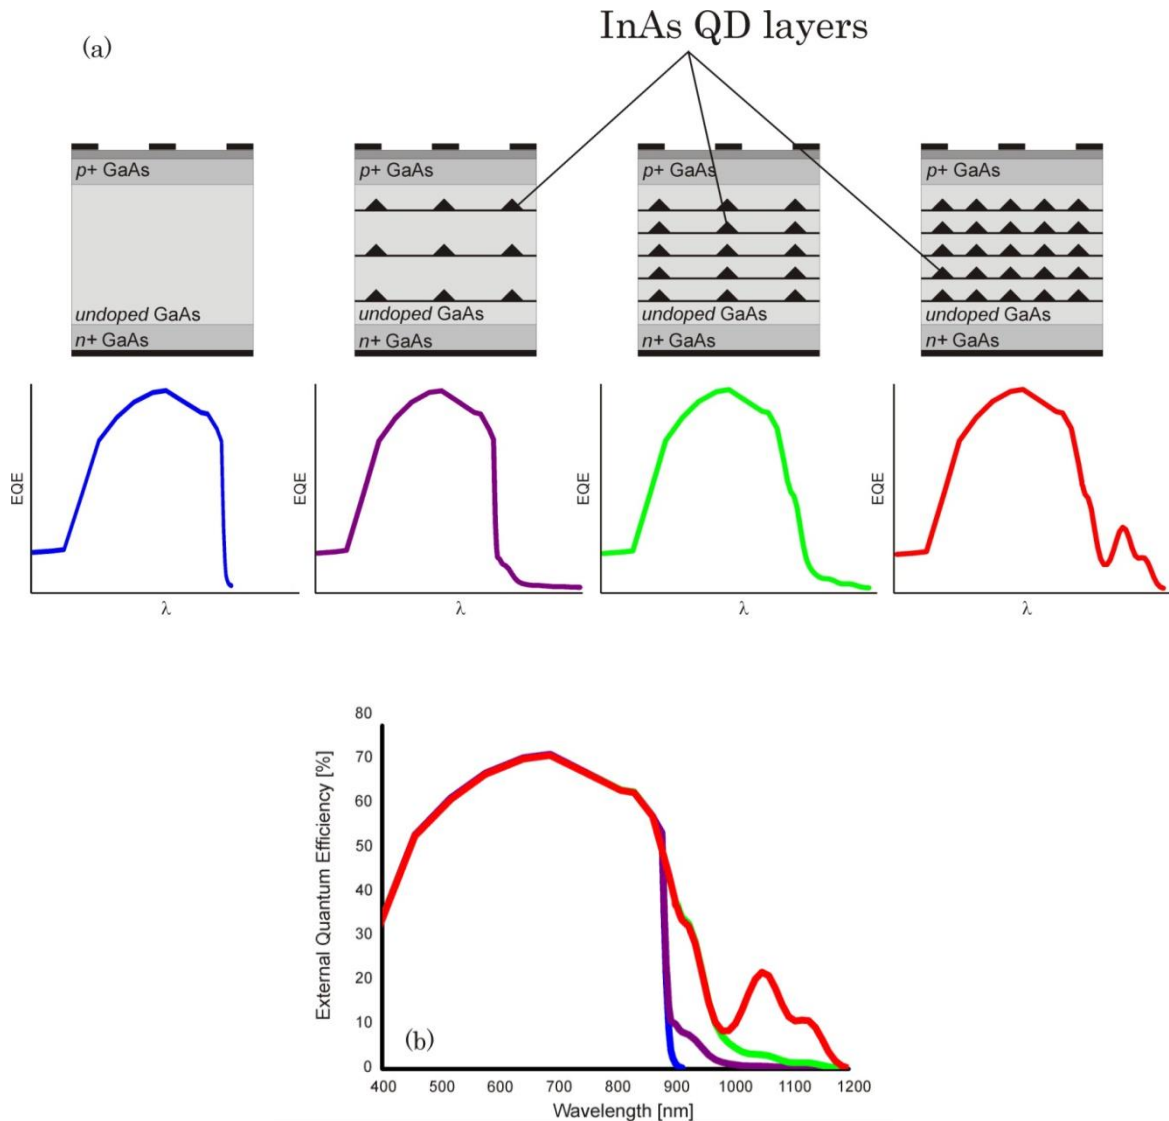 InAs QD layers
(a)
p+ GaAs
p+ GaAs
p+ GaAs
p+ GaAs
undoped GaAs
undoped GaAs
undoped GaAs
undoped GaAs
n+ GaAs
n+ GaAs
n+ GaAs
n+ GaAs
EQE
EQE
EQE
EQE
λ
λ
λ
λ
External Quantum Efficiency [%]
80
70
60
50
40
30
20
10
0
(b)
400 500 600 700 800 900 1000 1100 1200
Wavelength [nm]